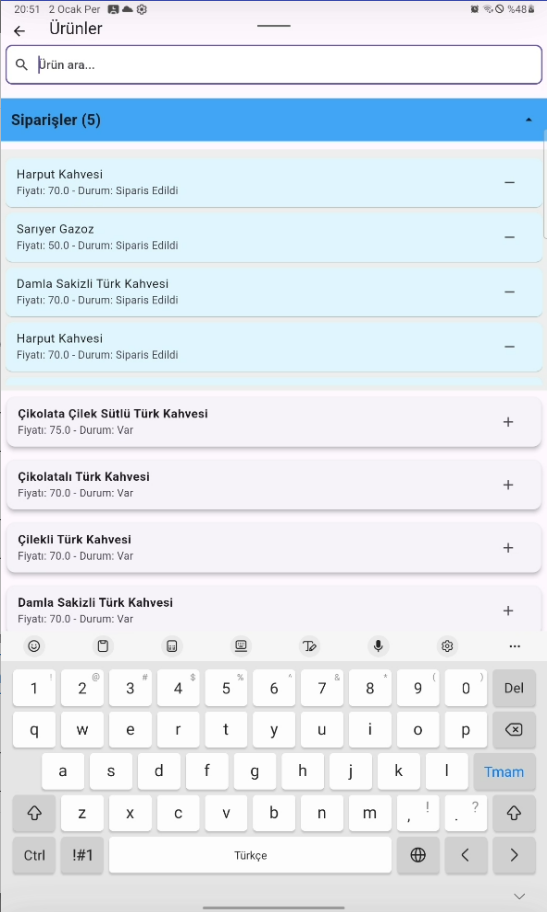 20:51 2 Ocak Per %48
Ürünler
Ürün ara...
Siparişler (5)
Harput Kahvesi
Fiyatı: 70.0 - Durum: Siparis Edildi
Sarıyer Gazoz
Fiyatı: 50.0 - Durum: Siparis Edildi
Damla Sakizli Türk Kahvesi
Fiyatı: 70.0 - Durum: Siparis Edildi
Harput Kahvesi
Fiyatı: 70.0 - Durum: Siparis Edildi
Çikolata Çilek Sütlü Türk Kahvesi
Fiyatı: 75.0 - Durum: Var
Çikolatalı Türk Kahvesi
Fiyatı: 70.0 - Durum: Var
Çilekli Türk Kahvesi
Fiyatı: 70.0 - Durum: Var
Damla Sakizli Türk Kahvesi
Fiyatı: 70.0 - Durum: Var
1 ! 2 @ 3 # 4 $ 5 % 6 ^ 7 & 8 * 9 ( 0 ) Del
q w e r t y u i o p
a s d f g h j k l Tmam
z x c v b n m , ! . ?
Ctrl !#1 Türkçe < >